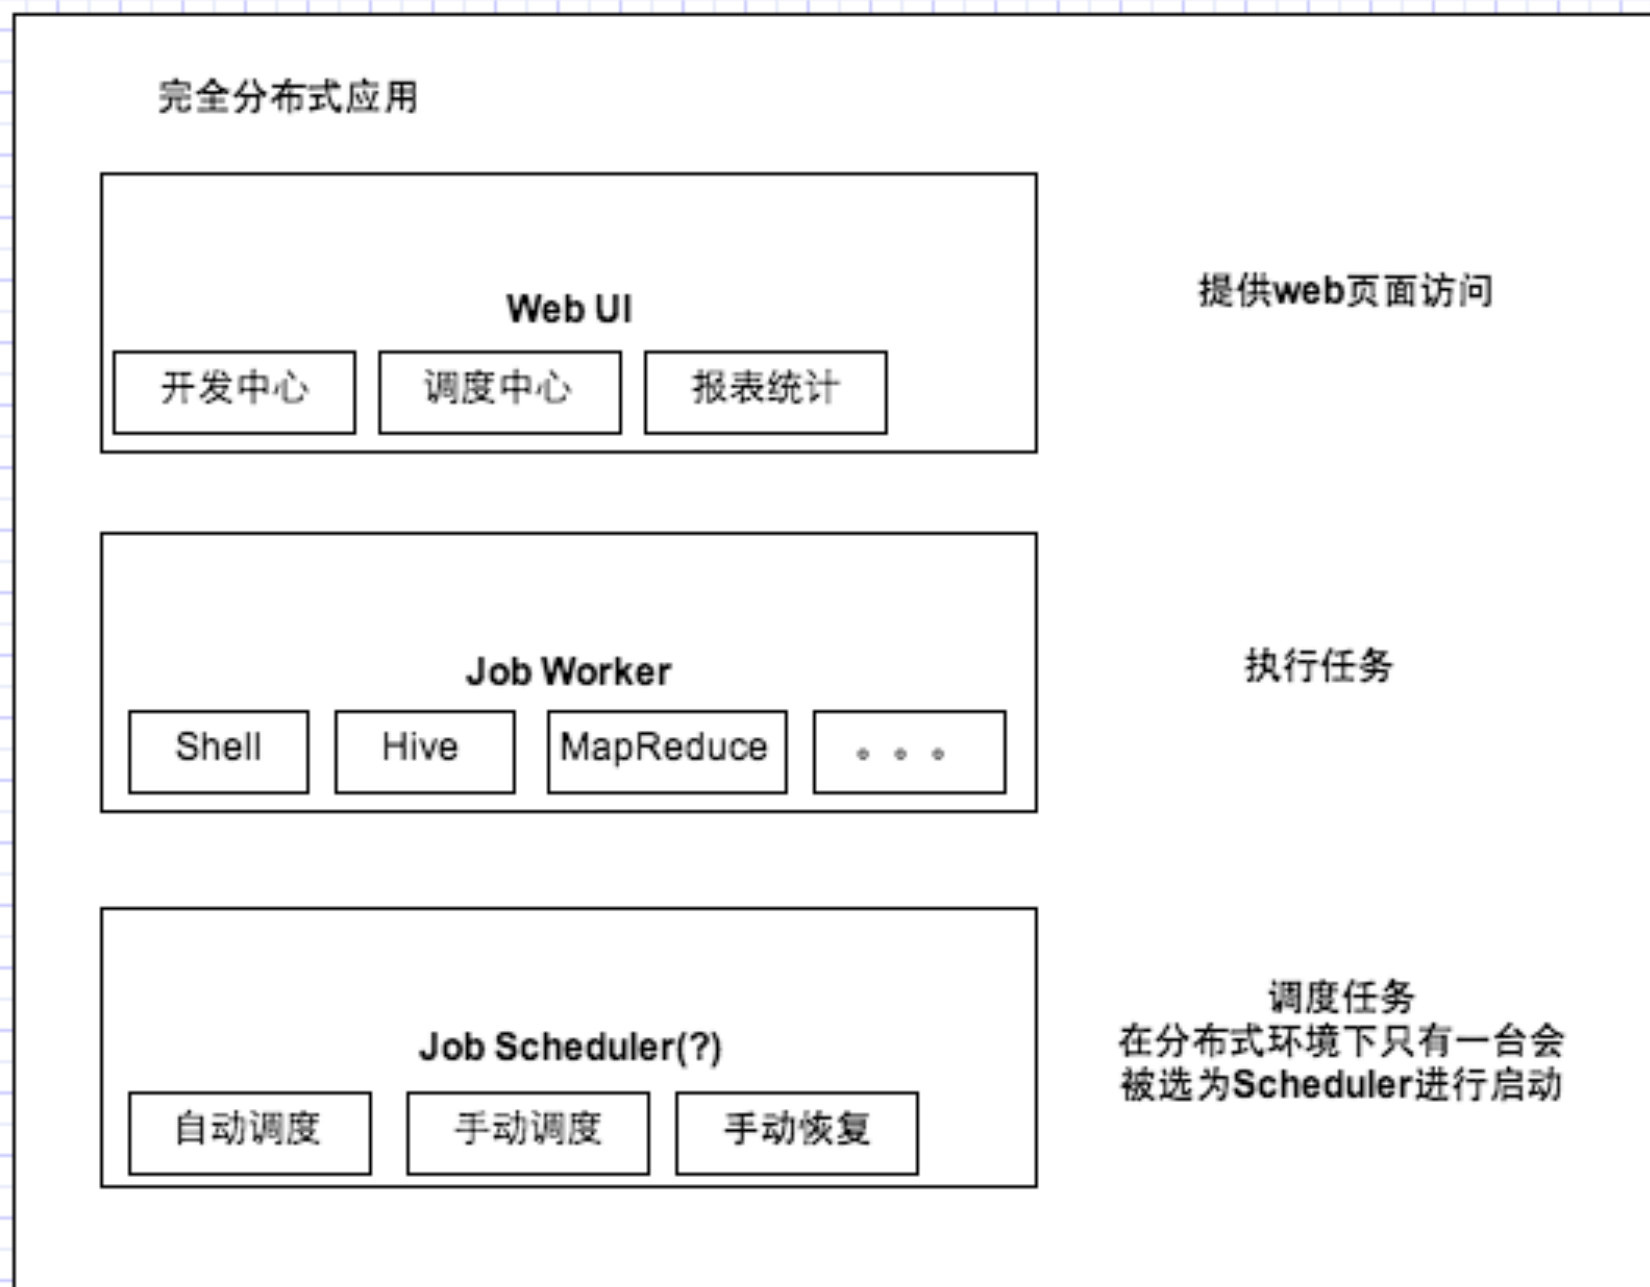 完全分布式应用
Web UI
提供web页面访问
开发中心
调度中心
报表统计
Job Worker
执行任务
Shell
Hive
MapReduce
。。。
Job Scheduler(?)
调度任务
在分布式环境下只有一台会
被选为Scheduler进行启动
自动调度
手动调度
手动恢复